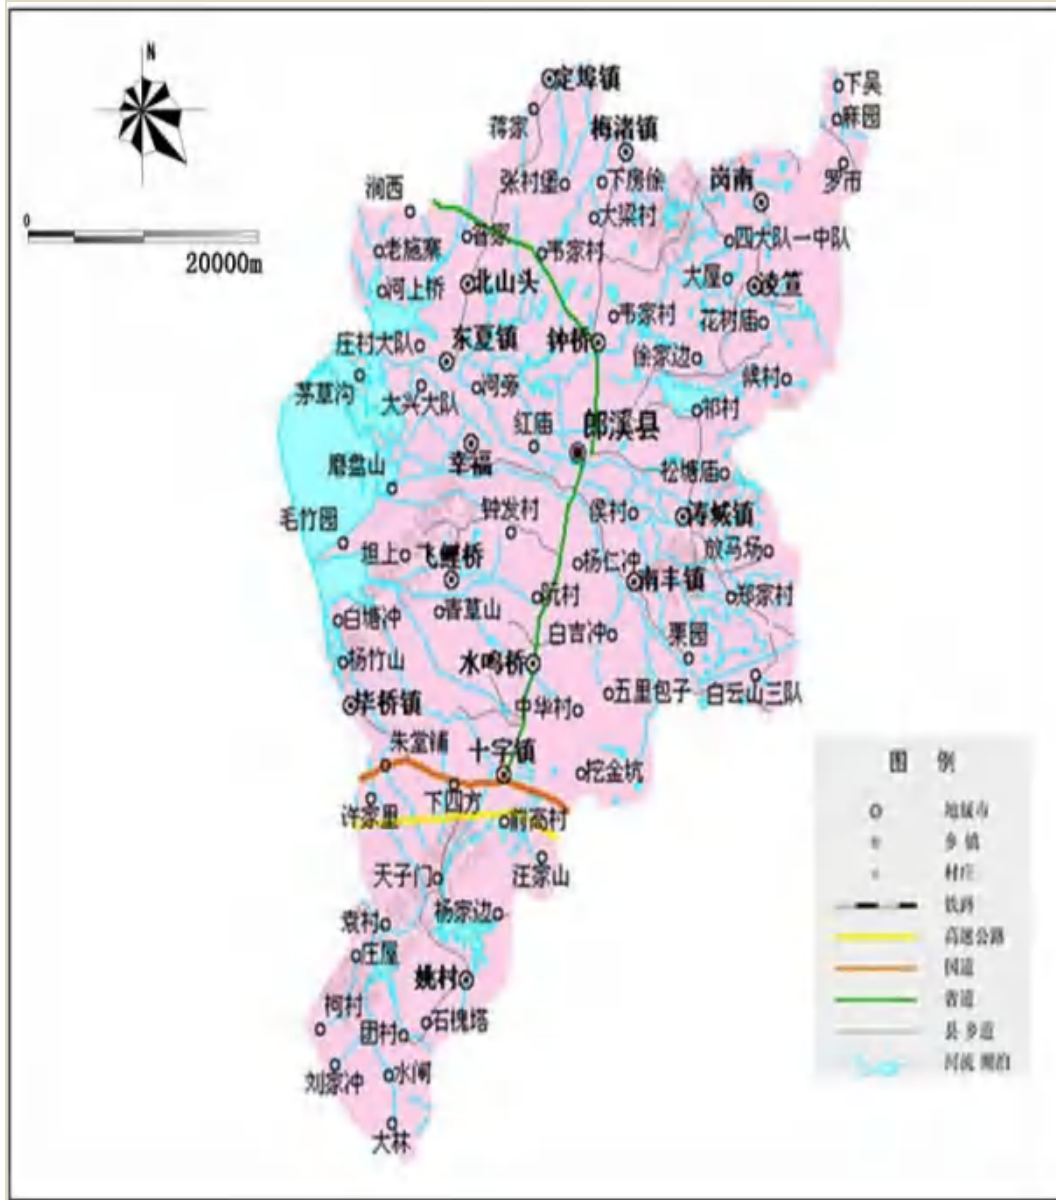 N
定埠镇
下吴
麻园
蒋家
梅渚镇
罗市
涧西
张村堡
下房徐
岗南
大梁村
0
20000m
老施寨
韦家村
四大队一中队
河上桥
北山头
大屋
凌笪
庄村大队
东夏镇
钟桥
韦家村
花树庙
徐家边
候村
茅草沟
大兴大队
河旁
祁村
红庙
郎溪县
磨盘山
幸福
松塘庙
毛竹园
钟发村
侯村
涛城镇
坦上
飞鲤桥
杨仁冲
放马场
南丰镇
阮村
郑家村
白塘冲
青草山
白吉冲
栗园
杨竹山
水鸣桥
五里包子
白云山三队
毕桥镇
中华村
朱堂铺
十字镇
挖金坑
下四方
许家里
前高村
天子门
汪家山
杨家边
袁村
庄屋
姚村
柯村
团村
石槐塔
刘家冲
水闸
大林
图 例
地级市
乡 镇
村庄
铁路
高速公路
国道
省道
县 乡 道
河流 湖泊